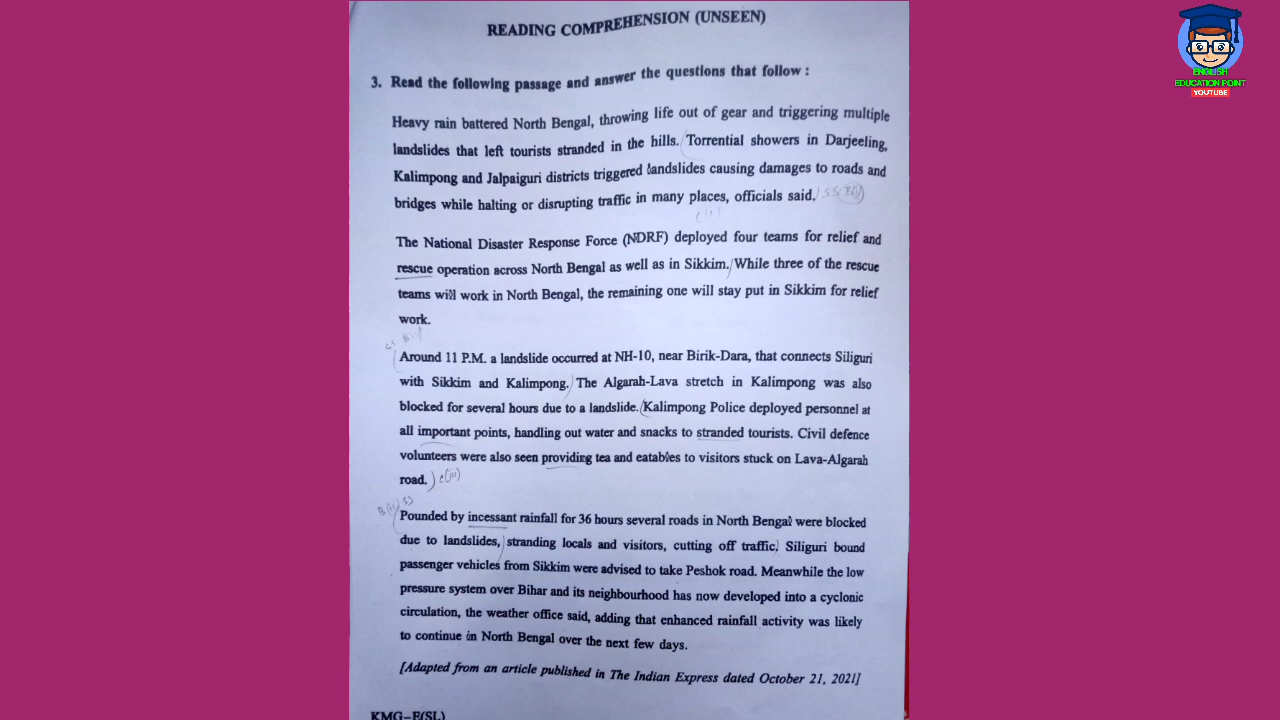 READING COMPREHENSION (UNSEEN)
3. Read the following passage and answer the questions that follow :
Heavy rain battered North Bengal, throwing life out of gear and triggering multiple
landslides that left tourists stranded in the hills. Torrential showers in Darjeeling,
Kalimpong and Jalpaiguri districts triggered landslides causing damages to roads and
bridges while halting or disrupting traffic in many places, officials said.
The National Disaster Response Force (NDRF) deployed four teams for relief and
rescue operation across North Bengal as well as in Sikkim. While three of the rescue
teams will work in North Bengal, the remaining one will stay put in Sikkim for relief
work.
Around 11 P.M. a landslide occurred at NH-10, near Birik-Dara, that connects Siliguri
with Sikkim and Kalimpong. The Algarah-Lava stretch in Kalimpong was also
blocked for several hours due to a landslide. Kalimpong Police deployed personnel at
all important points, handling out water and snacks to stranded tourists. Civil defence
volunteers were also seen providing tea and eatables to visitors stuck on Lava-Algarah
road. C(iii)
Pounded by incessant rainfall for 36 hours several roads in North Bengal were blocked
due to landslides, stranding locals and visitors, cutting off traffic. Siliguri bound
passenger vehicles from Sikkim were advised to take Peshok road. Meanwhile the low
pressure system over Bihar and its neighbourhood has now developed into a cyclonic
circulation, the weather office said, adding that enhanced rainfall activity was likely
to continue in North Bengal over the next few days.
[Adapted from an article published in The Indian Express dated October 21, 2021]
KMG–E(SL)
ENGLISH
EDUCATION POINT
YOUTUBE